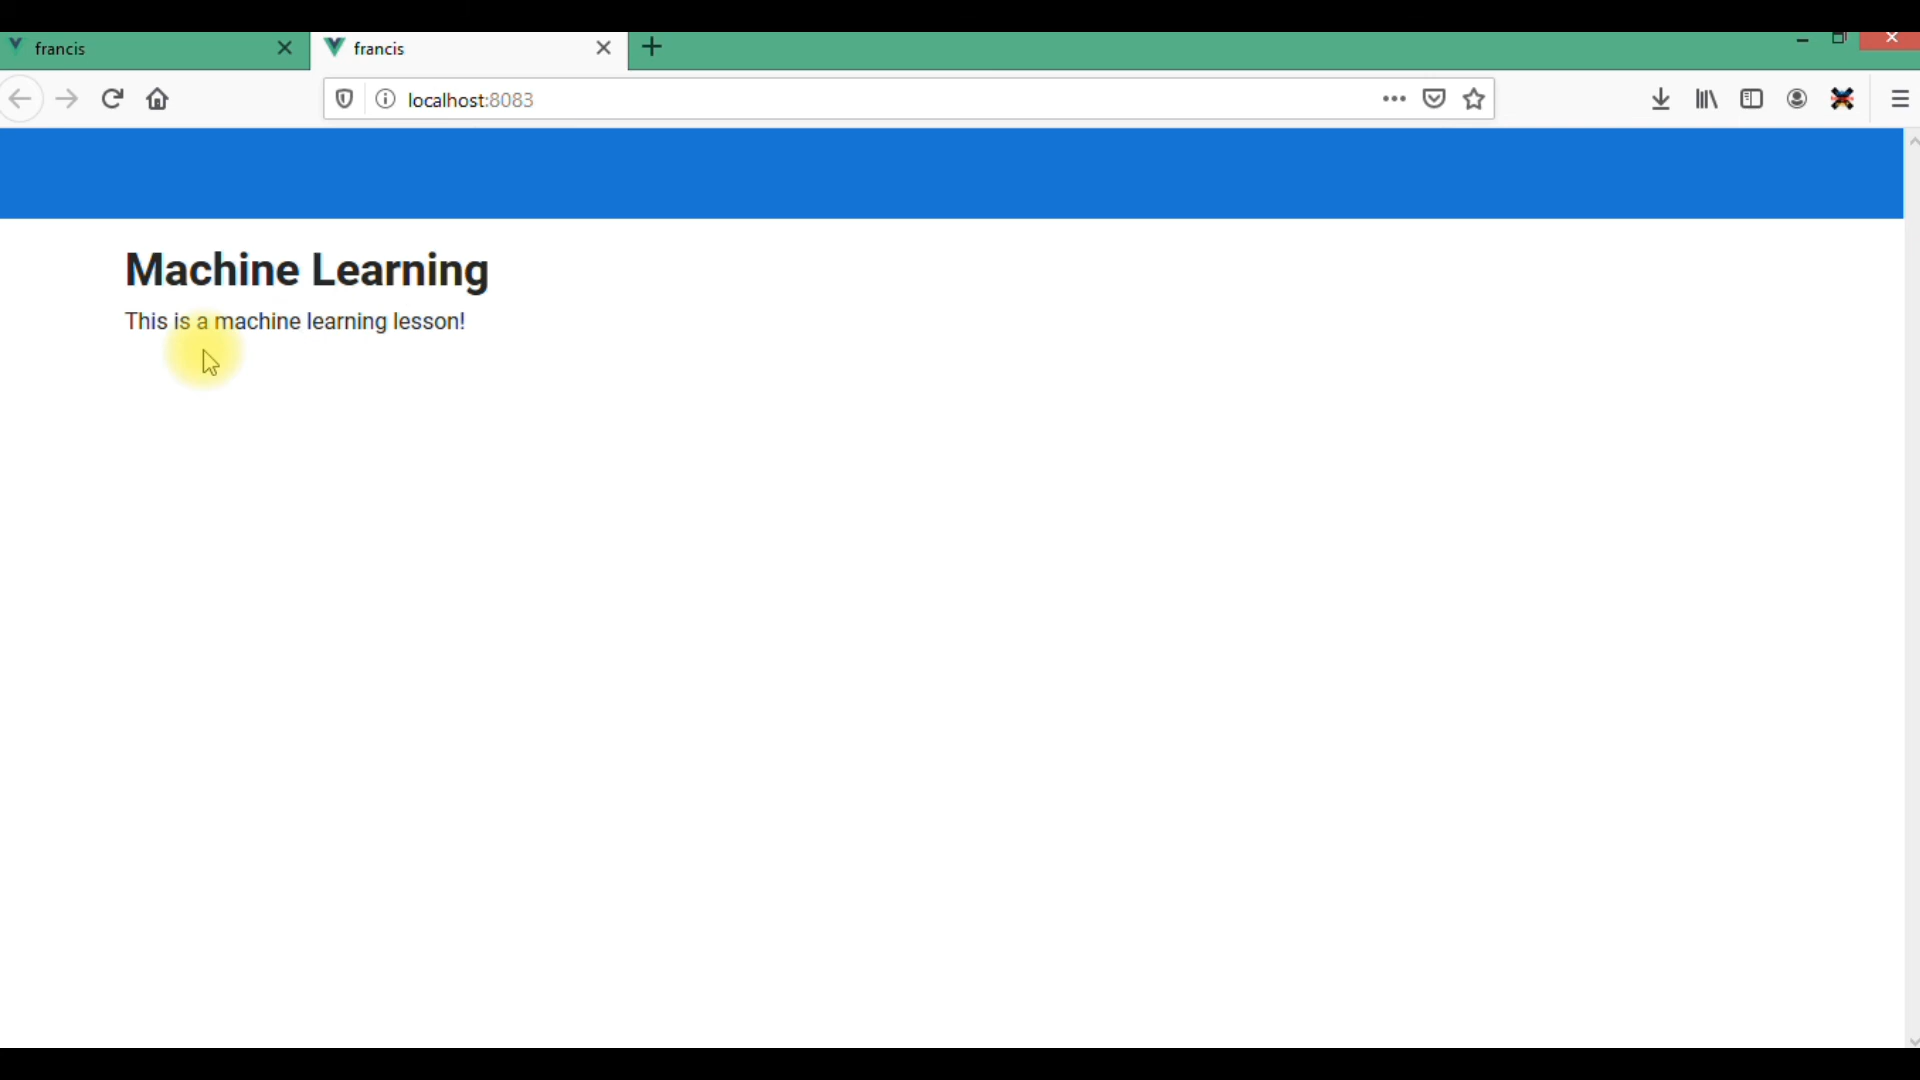 francis
francis
localhost:8083
Machine Learning
This is a machine learning lesson!